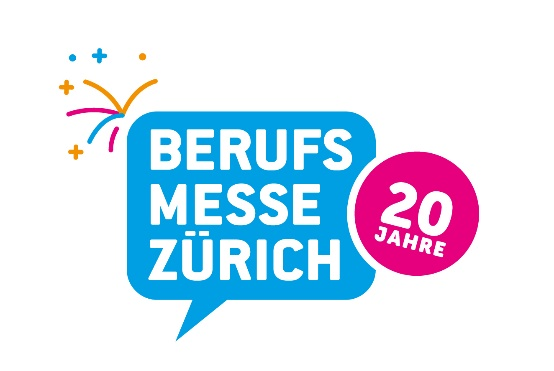 BERUFS
MESSE
ZÜRICH
20
JAHRE